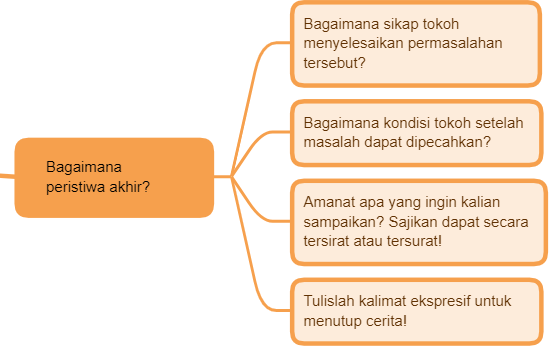 Bagaimana sikap tokoh
menyelesaikan permasalahan
tersebut?
Bagaimana kondisi tokoh setelah
masalah dapat dipecahkan?
Bagaimana
peristiwa akhir?
Amanat apa yang ingin kalian
sampaikan? Sajikan dapat secara
tersirat atau tersurat!
Tulislah kalimat ekspresif untuk
menutup cerita!